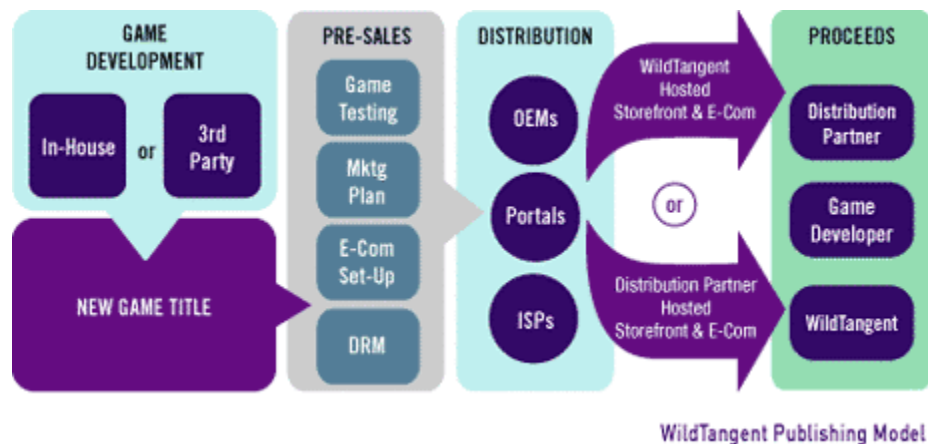 GAME
DEVELOPMENT
In-House
or
3rd
Party
NEW GAME TITLE
PRE-SALES
Game
Testing
Mktg
Plan
E-Com
Set-Up
DRM
DISTRIBUTION
OEMs
Portals
ISPs
WildTangent
Hosted
Storefront & E-Com
or
Distribution Partner
Hosted
Storefront & E-Com
PROCEEDS
Distribution
Partner
Game
Developer
WildTangent
WildTangent Publishing Model